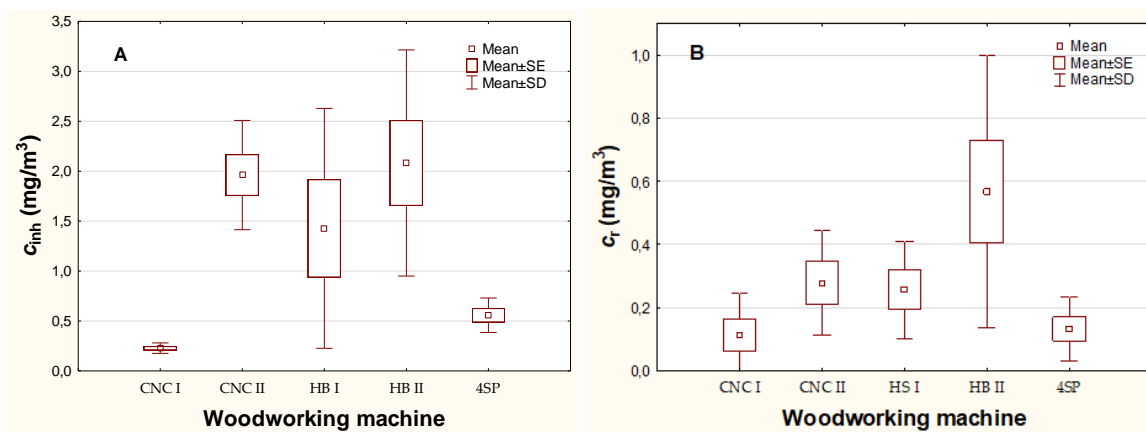 A
Mean
Mean±SE
Mean±SD
3,5
3,0
2,5
2,0
1,5
1,0
0,5
0,0
c_inh (mg/m³)
CNC I CNC II HB I HB II 4SP
Woodworking machine
B
Mean
Mean±SE
Mean±SD
1,0
0,8
0,6
0,4
0,2
0,0
c_r (mg/m³)
CNC I CNC II HS I HB II 4SP
Woodworking machine